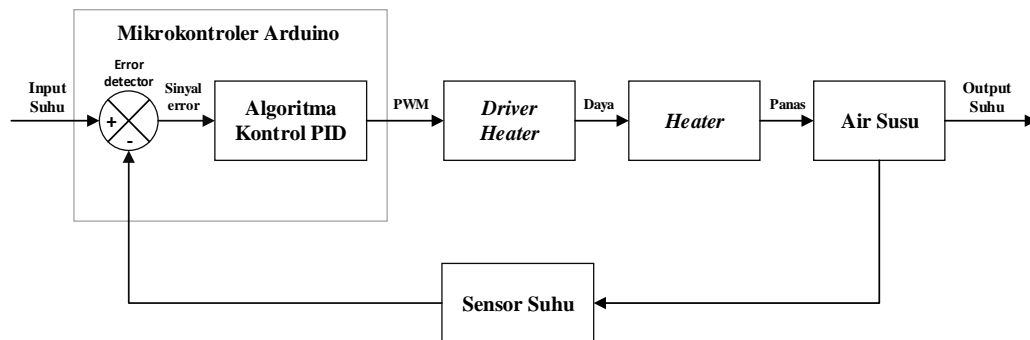 Mikrokontroler Arduino
Error
detector
Input
Suhu
+
-
Sinyal
error
Algoritma
Kontrol PID
PWM
Driver
Heater
Daya
Heater
Panas
Air Susu
Output
Suhu
Sensor Suhu